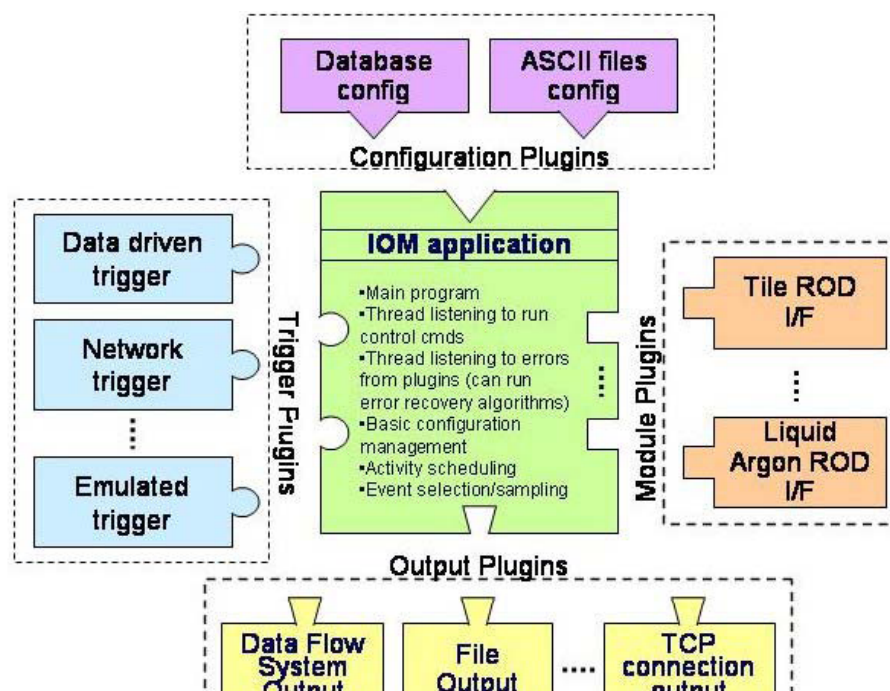 Database
config
ASCII files
config
Configuration Plugins
Data driven
trigger
Network
trigger
Emulated
trigger
Trigger Plugins
IOM application
▪Main program
▪Thread listening to run
control cmds
▪Thread listening to errors
from plugins (can run
error recovery algorithms)
▪Basic configuration
management
▪Activity scheduling
▪Event selection/sampling
Module Plugins
Tile ROD
I/F
Liquid
Argon ROD
I/F
Output Plugins
Data Flow
System
Output
File
Output
TCP
connection
output